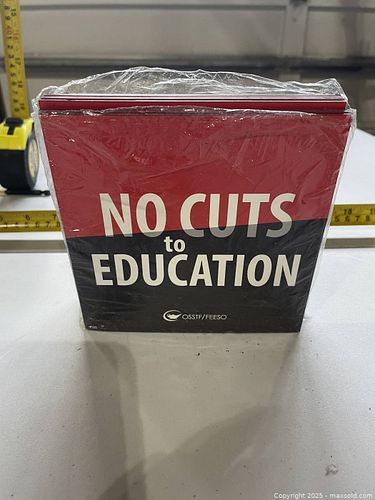 NO CUTS
to
EDUCATION
OSSTF/FEESO
Copyright 2025 - maxsold.com